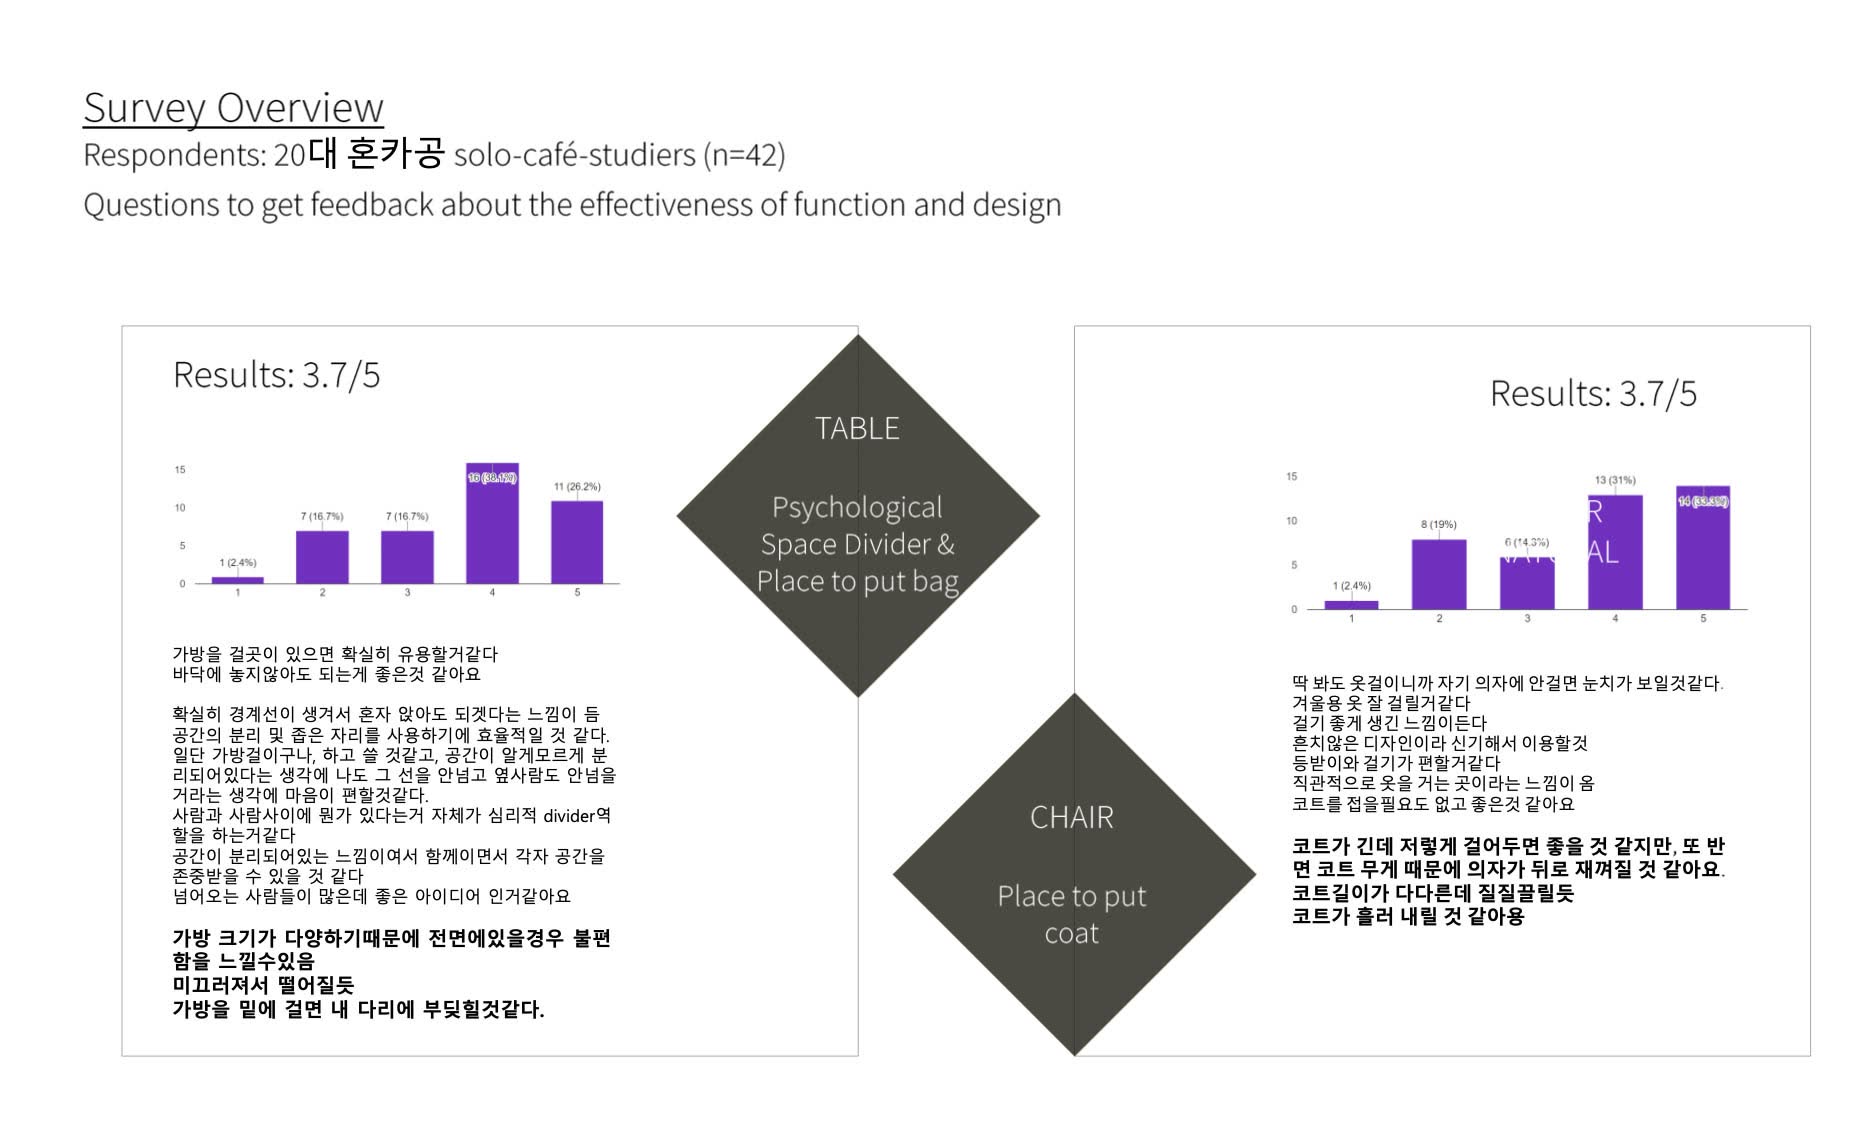 Survey Overview
Respondents: 20대 혼카공 solo-café-studiers (n=42)
Questions to get feedback about the effectiveness of function and design
Results: 3.7/5
15
10
5
0
1 (2.4%)
7 (16.7%)
7 (16.7%)
16 (38.1%)
11 (26.2%)
1
2
3
4
5
가방을 걸곳이 있으면 확실히 유용할거같다
바닥에 놓지않아도 되는게 좋은것 같아요
확실히 경계선이 생겨서 혼자 앉아도 되겟다는 느낌이 듬
공간의 분리 및 좁은 자리를 사용하기에 효율적일 것 같다.
일단 가방걸이구나, 하고 쓸 것같고, 공간이 알게모르게 분
리되어있다는 생각에 나도 그 선을 안넘고 옆사람도 안넘을
거라는 생각에 마음이 편할것같다.
사람과 사람사이에 뭔가 있다는거 자체가 심리적 divider역
할을 하는거같다
공간이 분리되어있는 느낌이여서 함께이면서 각자 공간을
존중받을 수 있을 것 같다
넘어오는 사람들이 많은데 좋은 아이디어 인거같아요
가방 크기가 다양하기때문에 전면에있을경우 불편
함을 느낄수있음
미끄러져서 떨어질듯
가방을 밑에 걸면 내 다리에 부딪힐것같다.
TABLE
Psychological
Space Divider &
Place to put bag
CHAIR
Place to put
coat
Results: 3.7/5
15
10
5
0
1 (2.4%)
8 (19%)
6 (14.3%)
13 (31%)
14 (33.3%)
1
2
3
4
5
딱 봐도 옷걸이니까 자기 의자에 안걸면 눈치가 보일것같다.
겨울용 옷 잘 걸릴거같다
걸기 좋게 생긴 느낌이든다
흔치않은 디자인이라 신기해서 이용할것
등받이와 걸기가 편할거같다
직관적으로 옷을 거는 곳이라는 느낌이 옴
코트를 접을필요도 없고 좋은것 같아요
코트가 긴데 저렇게 걸어두면 좋을 것 같지만, 또 반
면 코트 무게 때문에 의자가 뒤로 재껴질 것 같아요.
코트길이가 다다른데 질질끌릴듯
코트가 흘러 내릴 것 같아용